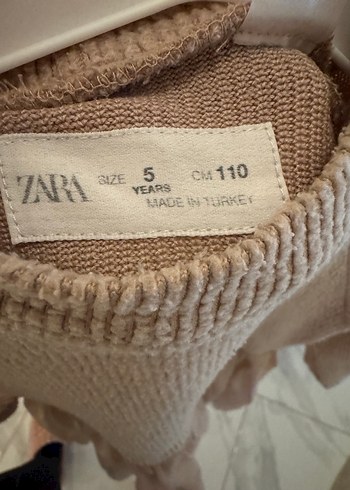 ZARA SIZE 5 CM 110
YEARS
MADE IN TURKEY